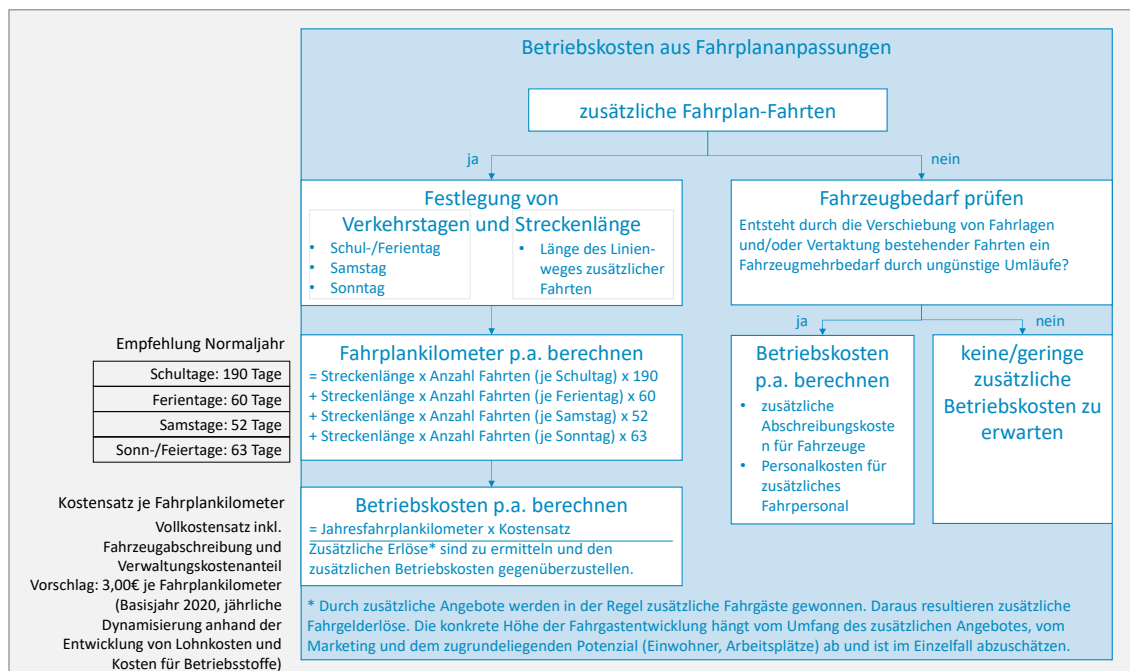 Betriebskosten aus Fahrplananpassungen
zusätzliche Fahrplan-Fahrten
ja
nein
Festlegung von
Verkehrstagen und Streckenlänge
• Schul-/Ferientag
• Samstag
• Sonntag
• Länge des Linien-
weges zusätzlicher
Fahrten
Fahrzeugbedarf prüfen
Entsteht durch die Verschiebung von Fahrlagen
und/oder Vertaktung bestehender Fahrten ein
Fahrzeugmehrbedarf durch ungünstige Umläufe?
ja
nein
Empfehlung Normaljahr
Schultage: 190 Tage
Ferientage: 60 Tage
Samstage: 52 Tage
Sonn-/Feiertage: 63 Tage
Fahrplankilometer p.a. berechnen
= Streckenlänge x Anzahl Fahrten (je Schultag) x 190
+ Streckenlänge x Anzahl Fahrten (je Ferientag) x 60
+ Streckenlänge x Anzahl Fahrten (je Samstag) x 52
+ Streckenlänge x Anzahl Fahrten (je Sonntag) x 63
Betriebskosten
p.a. berechnen
• zusätzliche
Abschreibungskoste
n für Fahrzeuge
• Personalkosten für
zusätzliches
Fahrpersonal
keine/geringe
zusätzliche
Betriebskosten zu
erwarten
Kostensatz je Fahrplankilometer
Vollkostensatz inkl.
Fahrzeugabschreibung und
Verwaltungskostenanteil
Vorschlag: 3,00€ je Fahrplankilometer
(Basisjahr 2020, jährliche
Dynamisierung anhand der
Entwicklung von Lohnkosten und
Kosten für Betriebsstoffe)
Betriebskosten p.a. berechnen
= Jahresfahrplankilometer x Kostensatz
Zusätzliche Erlöse* sind zu ermitteln und den
zusätzlichen Betriebskosten gegenüberzustellen.
* Durch zusätzliche Angebote werden in der Regel zusätzliche Fahrgäste gewonnen. Daraus resultieren zusätzliche
Fahrgelderlöse. Die konkrete Höhe der Fahrgastentwicklung hängt vom Umfang des zusätzlichen Angebotes, vom
Marketing und dem zugrundeliegenden Potenzial (Einwohner, Arbeitsplätze) ab und ist im Einzelfall abzuschätzen.